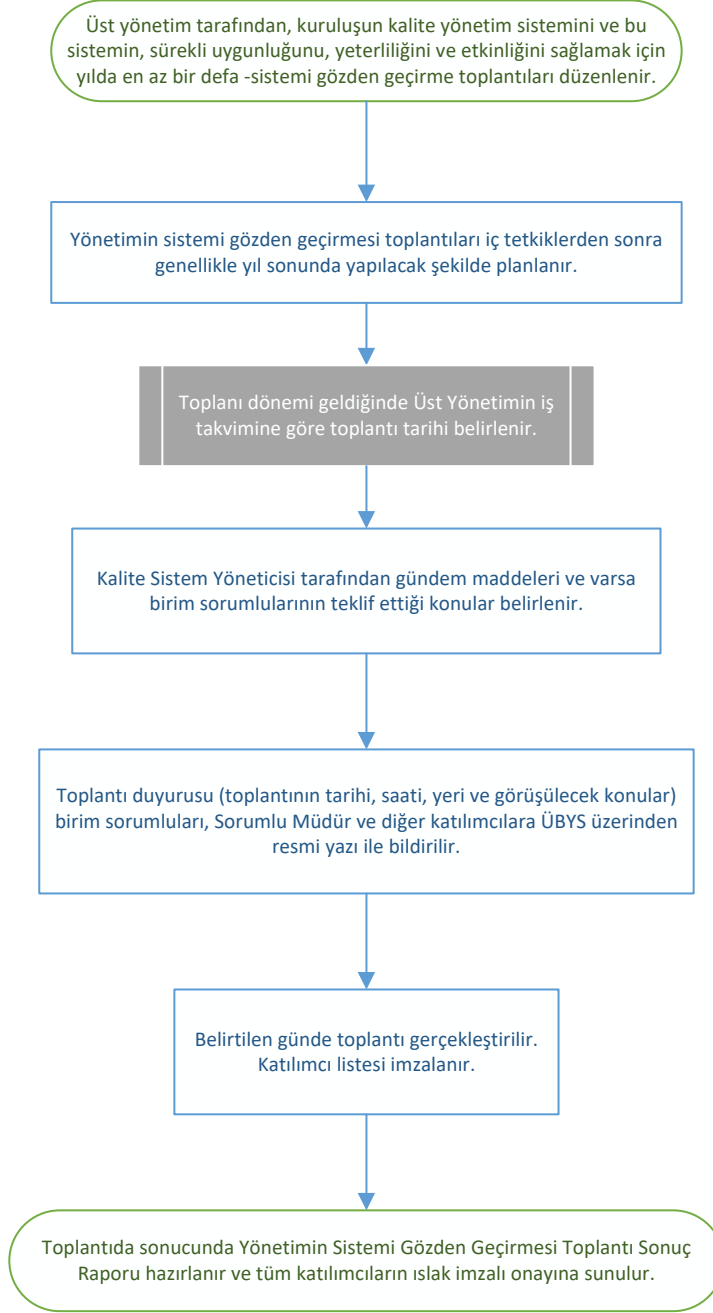 Üst yönetim tarafından, kuruluşun kalite yönetim sistemini ve bu
sistemin, sürekli uygunluğunu, yeterliliğini ve etkinliğini sağlamak için
yılda en az bir defa -sistemi gözden geçirme toplantıları düzenlenir.
Yönetimin sistemi gözden geçirmesi toplantıları iç tetkiklerden sonra
genellikle yıl sonunda yapılacak şekilde planlanır.
Toplanı dönemi geldiğinde Üst Yönetimin iş
takvimine göre toplantı tarihi belirlenir.
Kalite Sistem Yöneticisi tarafından gündem maddeleri ve varsa
birim sorumlularının teklif ettiği konular belirlenir.
Toplantı duyurusu (toplantının tarihi, saati, yeri ve görüşülecek konular)
birim sorumluları, Sorumlu Müdür ve diğer katılımcılara ÜBYS üzerinden
resmi yazı ile bildirilir.
Belirtilen günde toplantı gerçekleştirilir.
Katılımcı listesi imzalanır.
Toplantıda sonucunda Yönetimin Sistemi Gözden Geçirmesi Toplantı Sonuç
Raporu hazırlanır ve tüm katılımcıların ıslak imzalı onayına sunulur.